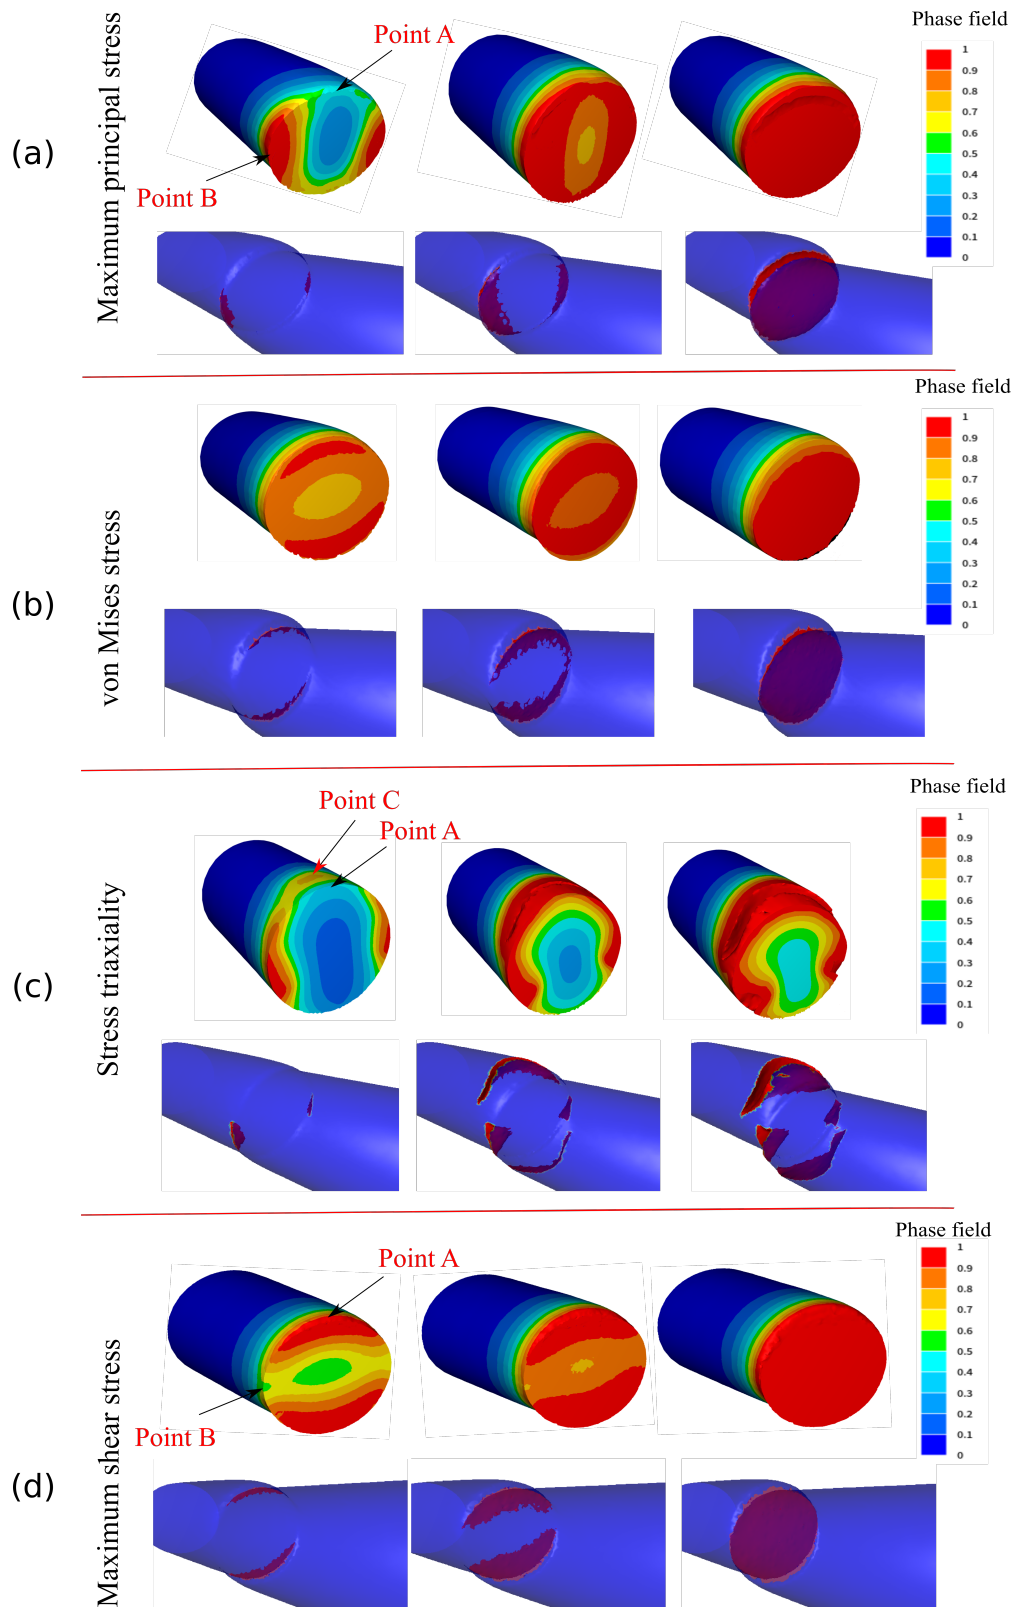 (a)
Maximum principal stress
Point A
Point B
Phase field
1
0.9
0.8
0.7
0.6
0.5
0.4
0.3
0.2
0.1
0
(b)
von Mises stress
Phase field
1
0.9
0.8
0.7
0.6
0.5
0.4
0.3
0.2
0.1
0
(c)
Stress triaxiality
Point C
Point A
Phase field
1
0.9
0.8
0.7
0.6
0.5
0.4
0.3
0.2
0.1
0
(d)
Maximum shear stress
Point A
Point B
Phase field
1
0.9
0.8
0.7
0.6
0.5
0.4
0.3
0.2
0.1
0